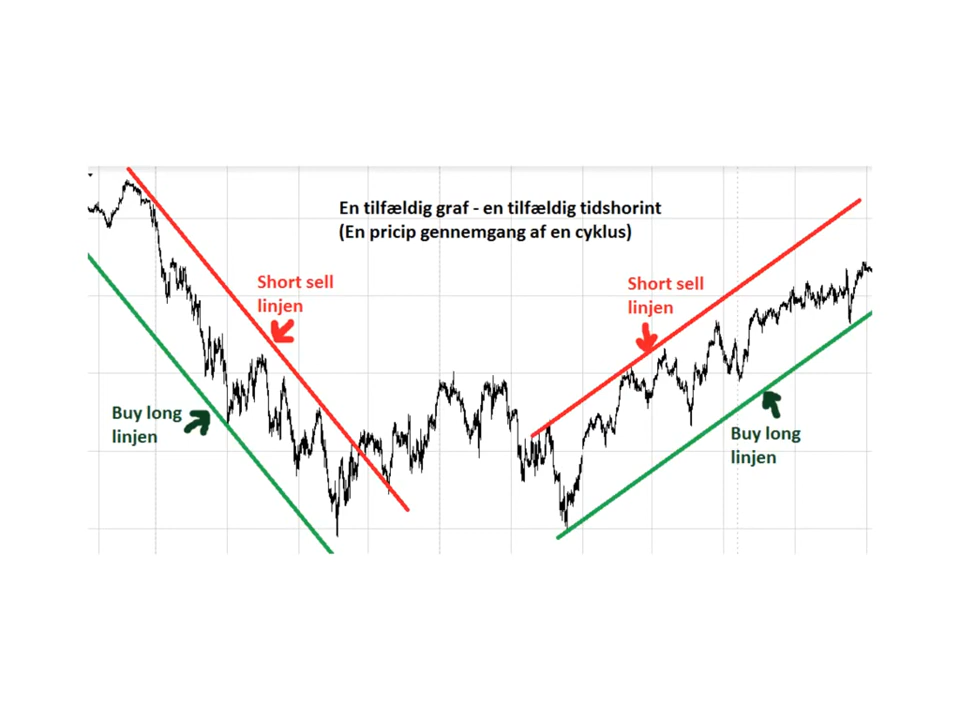 En tilfældig graf - en tilfældig tidshorint
(En pricip gennemgang af en cyklus)
Short sell
linjen
Short sell
linjen
Buy long
linjen
Buy long
linjen